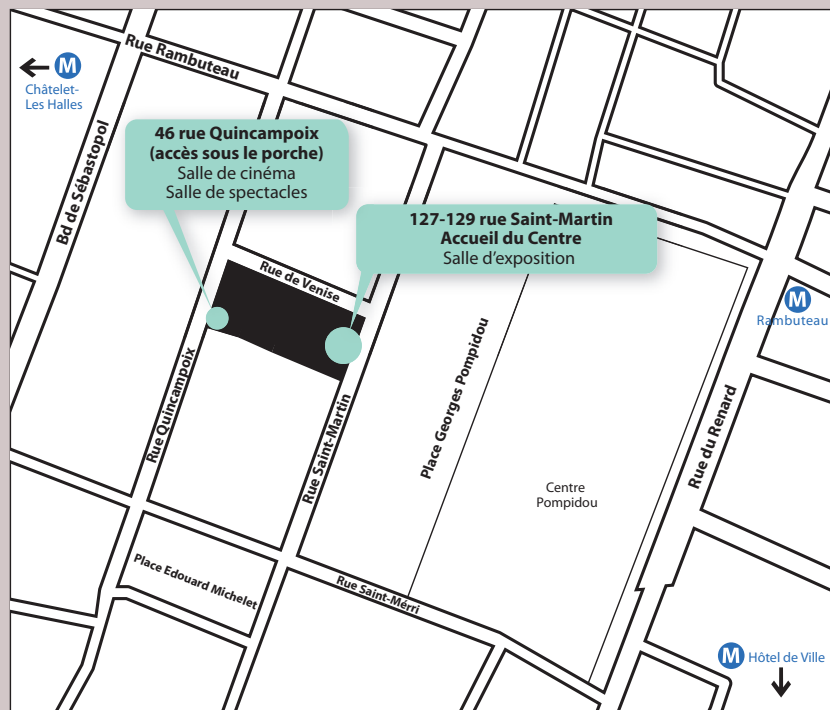 Rue Rambuteau
M
Châtelet-
Les Halles
Bd de Sébastopol
46 rue Quincampoix
(accès sous le porche)
Salle de cinéma
Salle de spectacles
127-129 rue Saint-Martin
Accueil du Centre
Salle d’exposition
Rue de Venise
M
Rambuteau
Rue Quincampoix
Rue Saint-Martin
Place Georges Pompidou
Rue du Renard
Centre
Pompidou
Place Edouard Michelet
Rue Saint-Mérri
M Hôtel de Ville